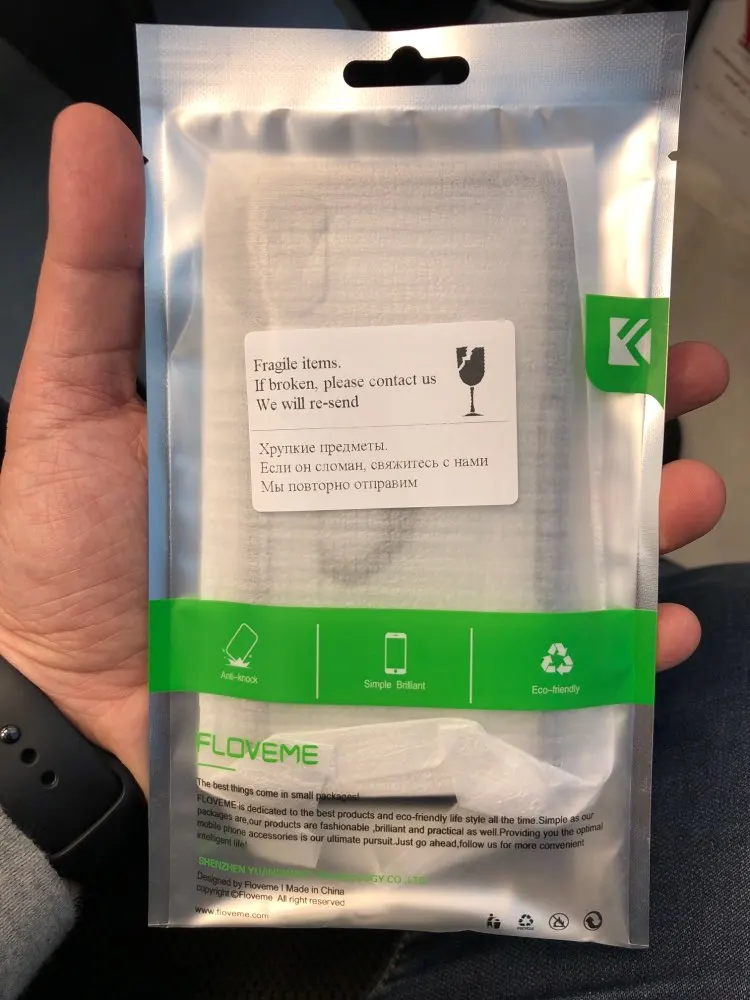 Fragile items.
If broken, please contact us
We will re-send
Хрупкие предметы.
Если он сломан, свяжитесь с нами
Мы повторно отправим
Anti-knock
Simple Brilliant
Eco-friendly
FLOVEME
The best things come in small packages!
FLOVEME is dedicated to the best products and eco-friendly life style all the time.Simple as our
packages are,our products are fashionable ,brilliant and practical as well.Providing you the optimal
mobile phone accessories is our ultimate pursuit.Just go ahead,follow us for more convenient
intelligent life!
SHENZHEN CO .,LTD
Designed by Floveme | Made in China
copyright ©Floveme All right reserved
www.floveme.com
RECYCLE